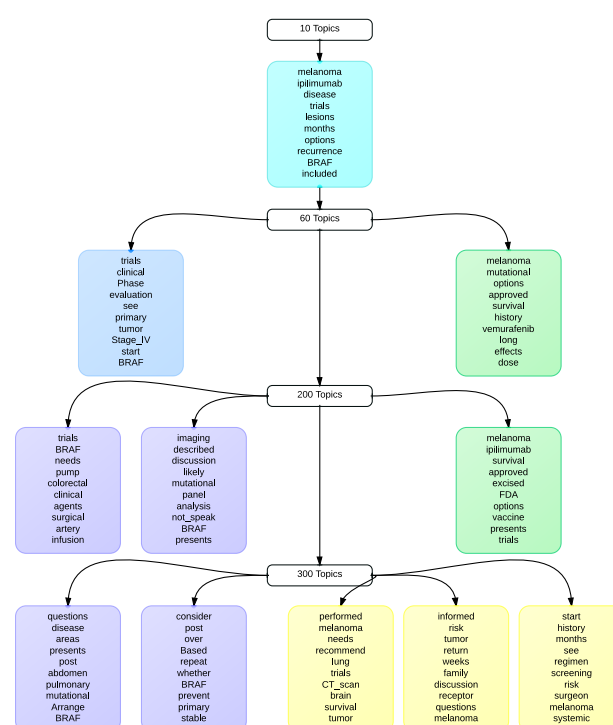 10 Topics
melanoma
ipilimumab
disease
trials
lesions
months
options
recurrence
BRAF
included
60 Topics
trials
clinical
Phase
evaluation
see
primary
tumor
Stage_IV
start
BRAF
melanoma
mutational
options
approved
survival
history
vemurafenib
long
effects
dose
200 Topics
trials
BRAF
needs
pump
colorectal
clinical
agents
surgical
artery
infusion
imaging
described
discussion
likely
mutational
panel
analysis
not_speak
BRAF
presents
melanoma
ipilimumab
survival
approved
excised
FDA
options
vaccine
presents
trials
300 Topics
questions
disease
areas
presents
post
abdomen
pulmonary
mutational
Arrange
BRAF
consider
post
over
Based
repeat
whether
BRAF
prevent
primary
stable
performed
melanoma
needs
recommend
lung
trials
CT_scan
brain
survival
tumor
informed
risk
tumor
return
weeks
family
discussion
receptor
questions
melanoma
start
history
months
see
regimen
screening
risk
surgeon
melanoma
systemic